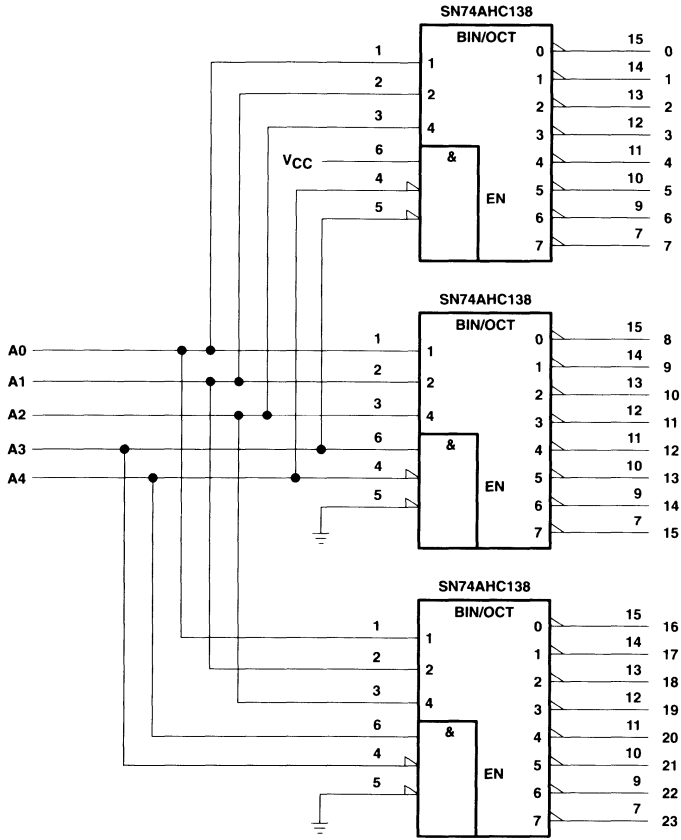 SN74AHC138
BIN/OCT
1 1 0 15 0
2 2 1 14 1
3 4 2 13 2
6 VCC & 3 12 3
4 4 11 4
5 EN 5 10 5
6 9 6
7 7 7
SN74AHC138
BIN/OCT
A0 1 1 0 15 8
A1 2 2 1 14 9
A2 3 4 2 13 10
A3 6 & 3 12 11
A4 4 4 11 12
5 EN 5 10 13
6 9 14
7 7 15
SN74AHC138
BIN/OCT
1 1 0 15 16
2 2 1 14 17
3 4 2 13 18
6 & 3 12 19
4 4 11 20
5 EN 5 10 21
6 9 22
7 7 23